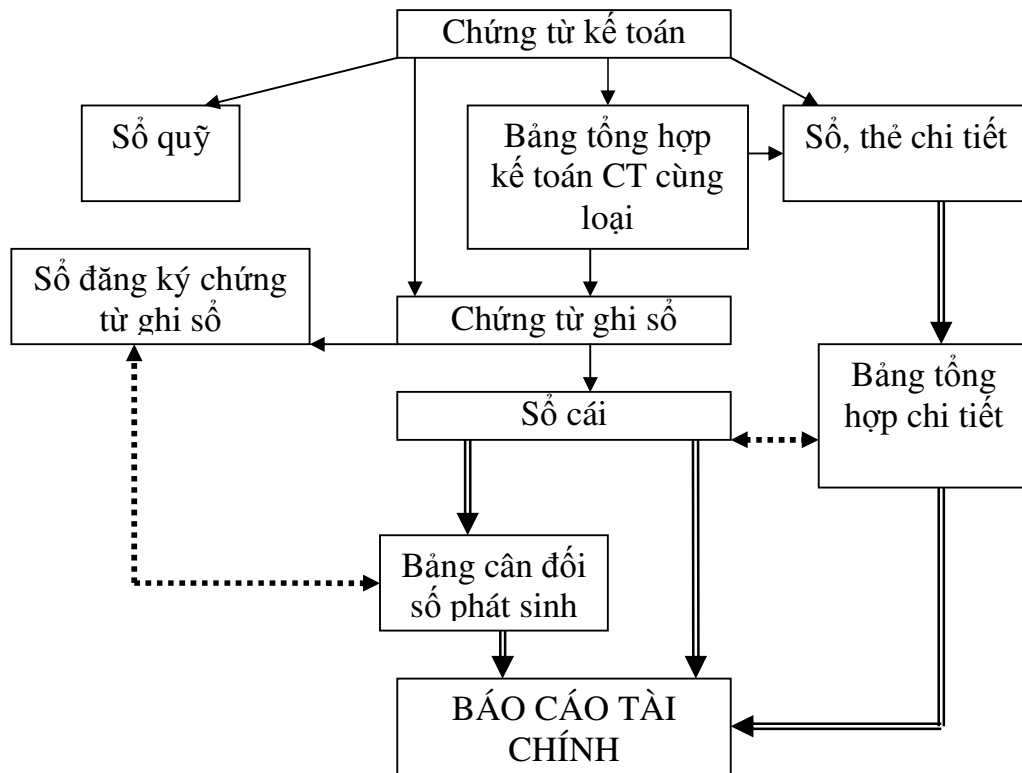 Chứng từ kế toán
Sổ quỹ
Bảng tổng hợp
kế toán CT cùng
loại
Sổ, thẻ chi tiết
Sổ đăng ký chứng
từ ghi sổ
Chứng từ ghi sổ
Sổ cái
Bảng tổng
hợp chi tiết
Bảng cân đối
số phát sinh
BÁO CÁO TÀI
CHÍNH